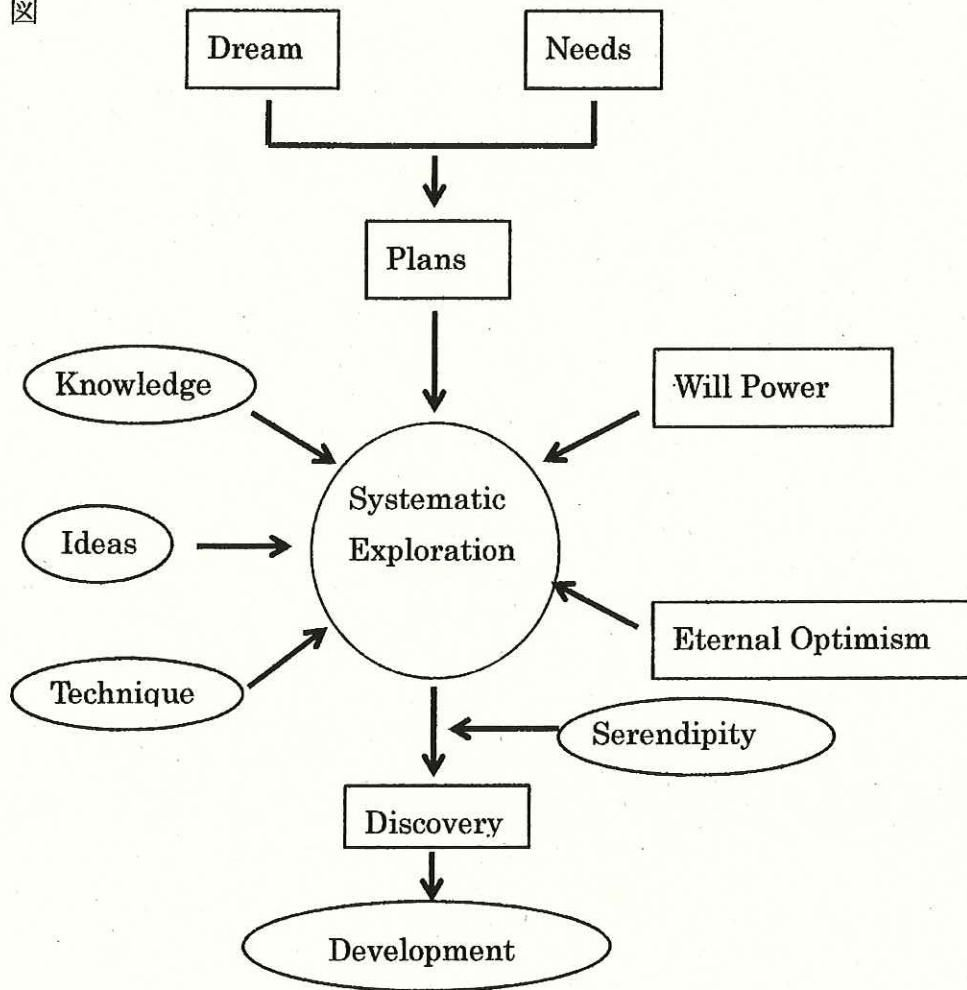 図
Dream
Needs
Plans
Knowledge
Will Power
Systematic
Exploration
Ideas
Eternal Optimism
Technique
Serendipity
Discovery
Development